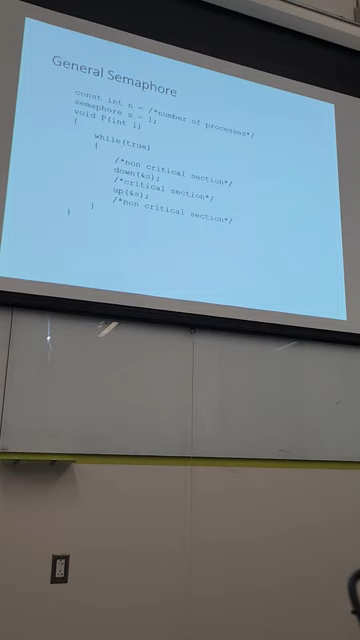 General Semaphore
const int n = /*number of processes*/
semaphore s = 1;
void P(int i)
{
while(true)
{
/*non critical section*/
down(&s);
/*critical section*/
up(&s);
/*non critical section*/
}
}